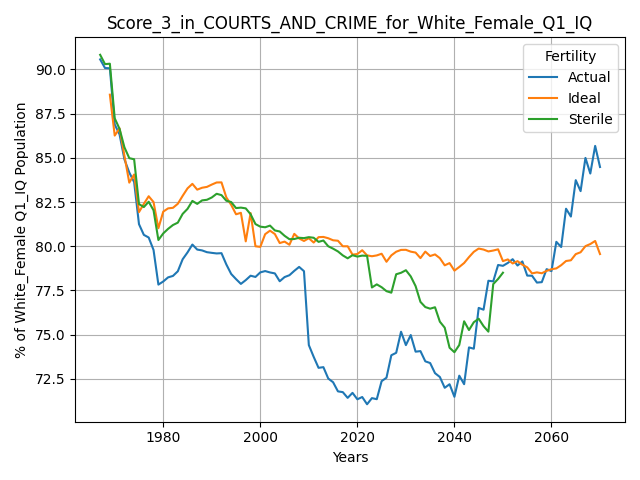 Score_3_in_COURTS_AND_CRIME_for_White_Female_Q1_IQ
% of White_Female Q1_IQ Population
90.0
87.5
85.0
82.5
80.0
77.5
75.0
72.5
Fertility
Actual
Ideal
Sterile
1980
2000
2020
2040
2060
Years